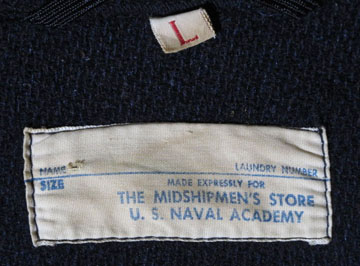 L
NAME LAUNDRY NUMBER
SIZE MADE EXPRESSLY FOR
THE MIDSHIPMEN'S STORE
U. S. NAVAL ACADEMY